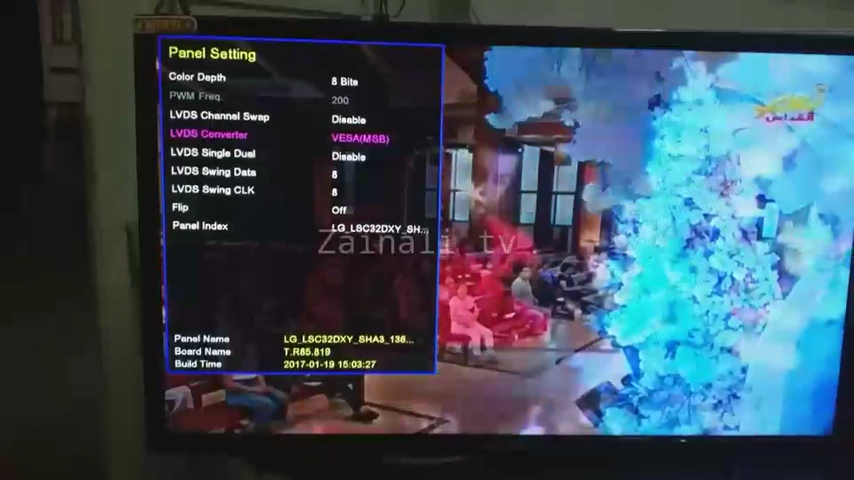 Panel Setting
Color Depth 8 Bits
PWM Freq. 200
LVDS Channel Swap Disable
LVDS Converter VESA(MSB)
LVDS Single Dual Disable
LVDS Swing Data 8
LVDS Swing CLK 8
Flip Off
Panel Index LG_LSC32DXY_SH...
Zainali tv
Panel Name LG_LSC32DXY_SHA3_136...
Board Name T.R85.819
Build Time 2017-01-19 15:03:27